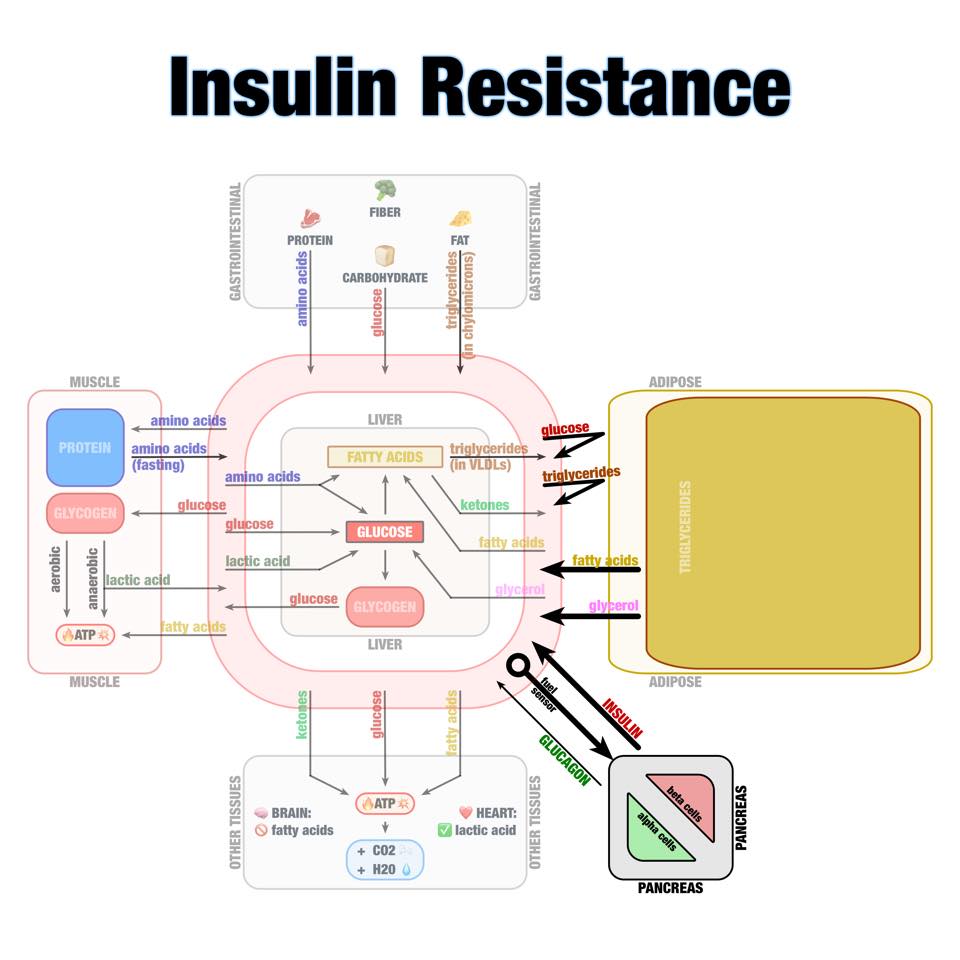 Insulin Resistance
GASTROINTESTINAL
FIBER
PROTEIN
FAT
CARBOHYDRATE
amino acids
glucose
triglycerides
(in chylomicrons)
GASTROINTESTINAL
MUSCLE
PROTEIN
GLYCOGEN
aerobic
anaerobic
ATP
MUSCLE
amino acids
amino acids
(fasting)
glucose
lactic acid
fatty acids
LIVER
FATTY ACIDS
triglycerides
(in VLDLs)
amino acids
ketones
glucose
GLUCOSE
fatty acids
lactic acid
glycerol
glucose
GLYCOGEN
LIVER
ADIPOSE
glucose
triglycerides
TRIGLYCERIDES
fatty acids
glycerol
ADIPOSE
fuel
sensor
INSULIN
GLUCAGON
beta cells
alpha cells
PANCREAS
PANCREAS
ketones
glucose
fatty acids
OTHER TISSUES
ATP
BRAIN:
fatty acids
HEART:
lactic acid
+ CO2
+ H2O
OTHER TISSUES